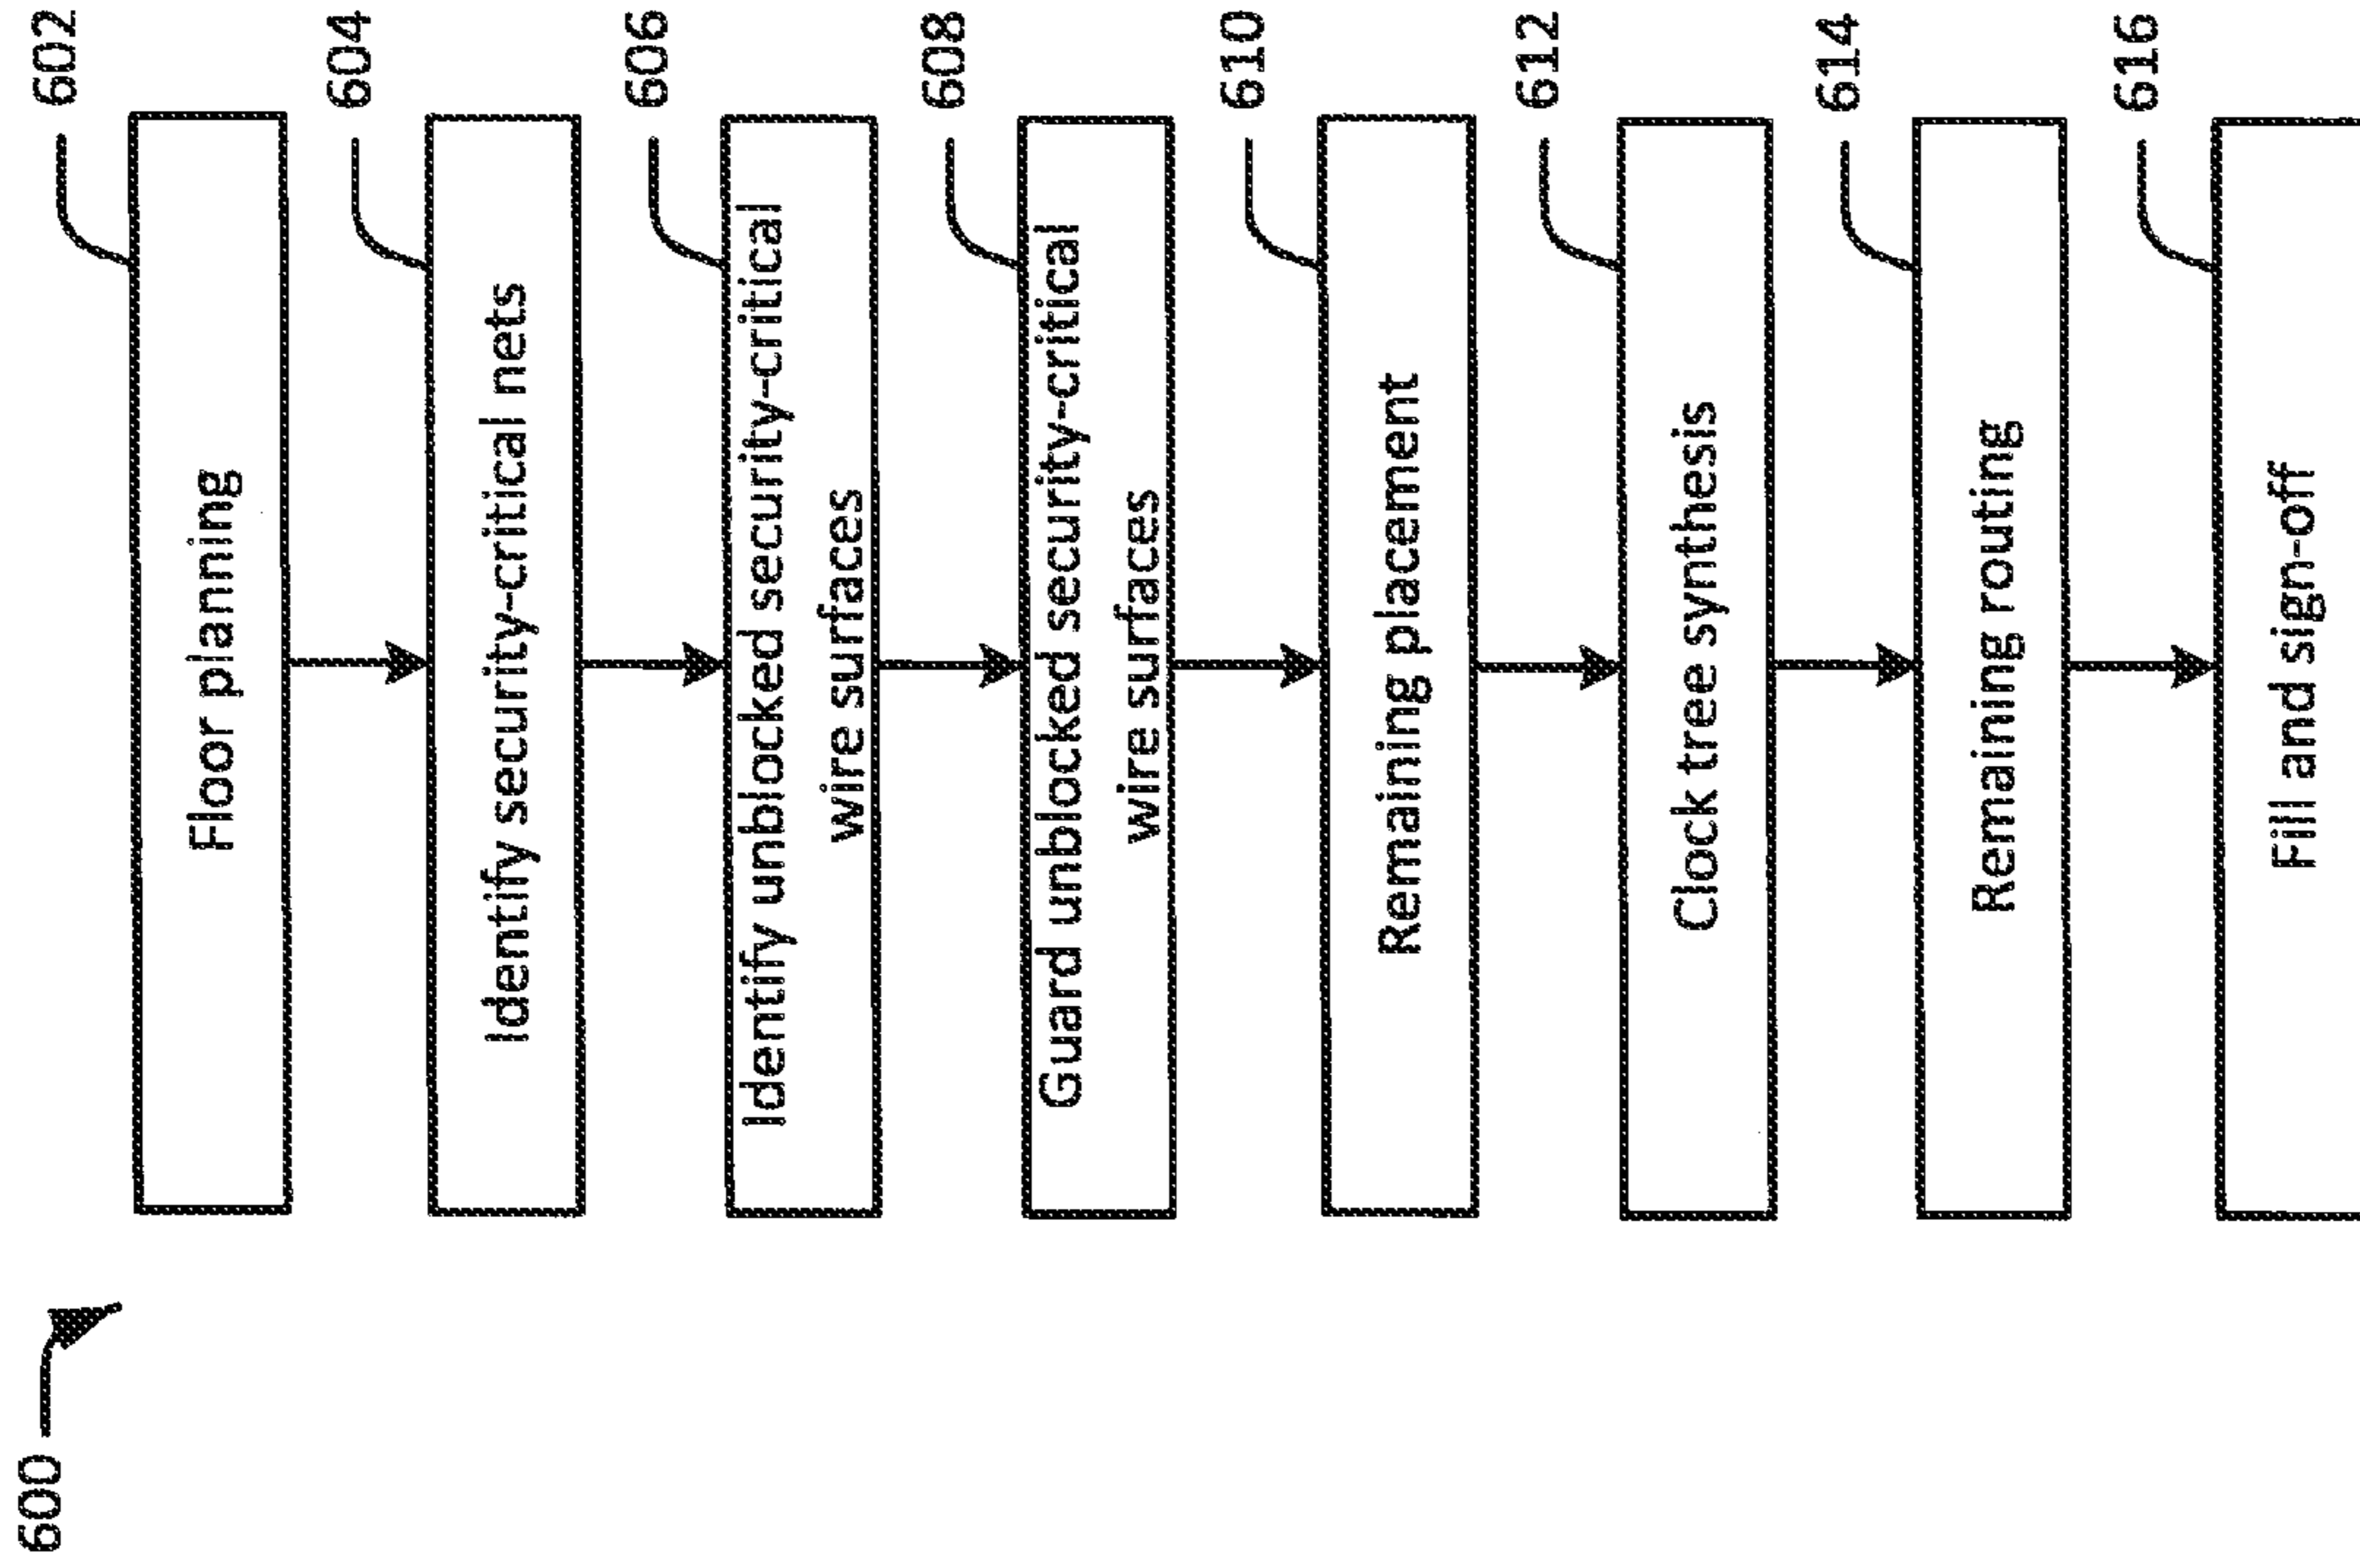 600
602
Floor planning
604
Identify security-critical nets
606
Identify unblocked security-critical
wire surfaces
608
Guard unblocked security-critical
wire surfaces
610
Remaining placement
612
Clock tree synthesis
614
Remaining routing
616
Fill and sign-off